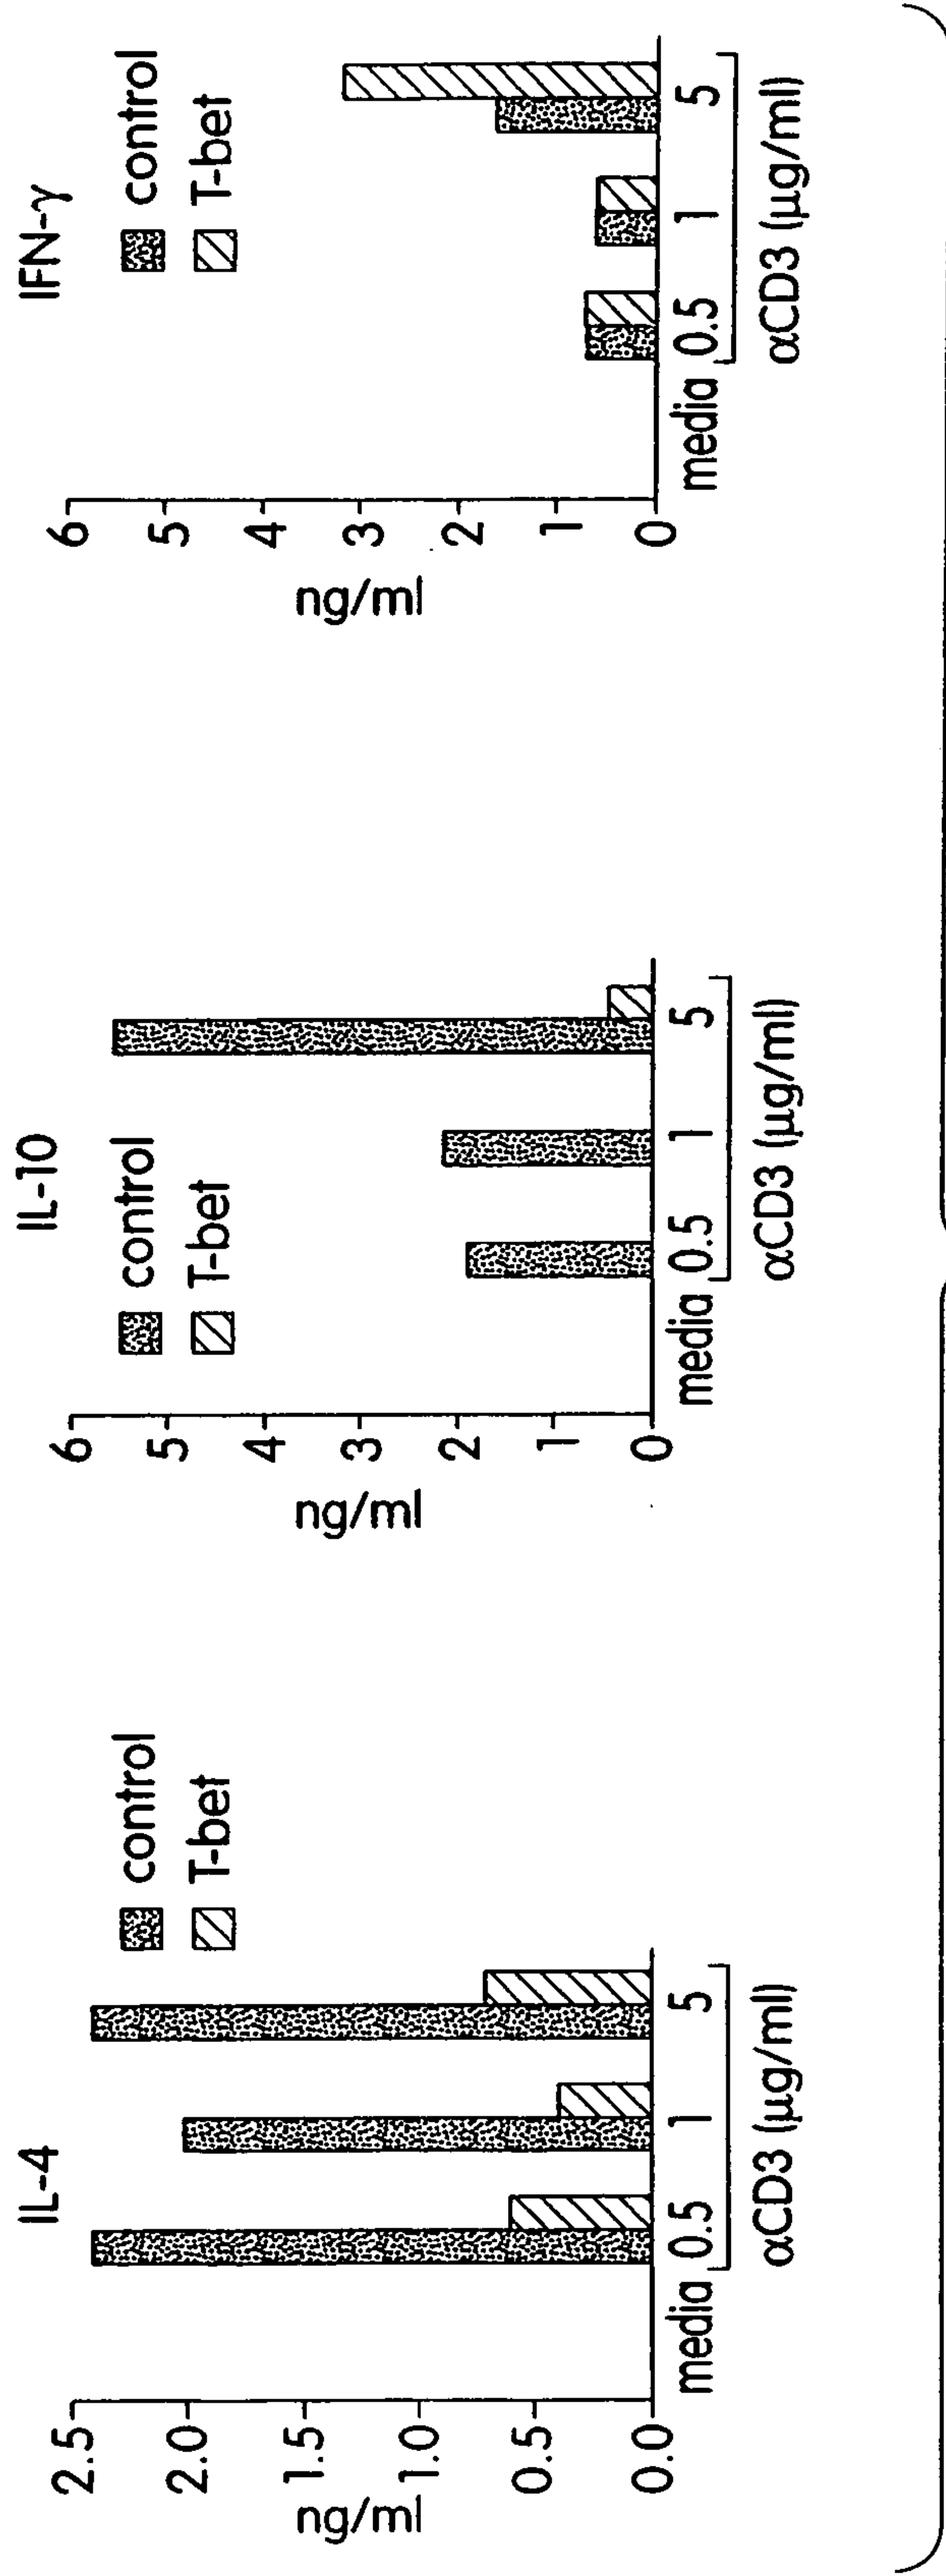 IL-4
control
T-bet
2.5
2.0
1.5
1.0
0.5
0.0
ng/ml
media 0.5 1 5
αCD3 (μg/ml)
IL-10
control
T-bet
6
5
4
3
2
1
0
ng/ml
media 0.5 1 5
αCD3 (μg/ml)
IFN-γ
control
T-bet
6
5
4
3
2
1
0
ng/ml
media 0.5 1 5
αCD3 (μg/ml)